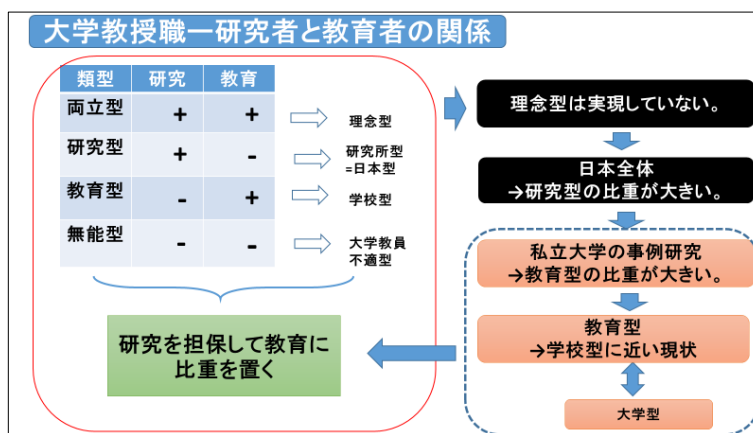 大学教授職ー研究者と教育者の関係
類型 研究 教育
両立型 + +
理念型
研究型 + -
研究所型
=日本型
教育型 - +
学校型
無能型 - -
大学教員
不適型
研究を担保して教育に
比重を置く
理念型は実現していない。
日本全体
→研究型の比重が大きい。
私立大学の事例研究
→教育型の比重が大きい。
教育型
→学校型に近い現状
大学型